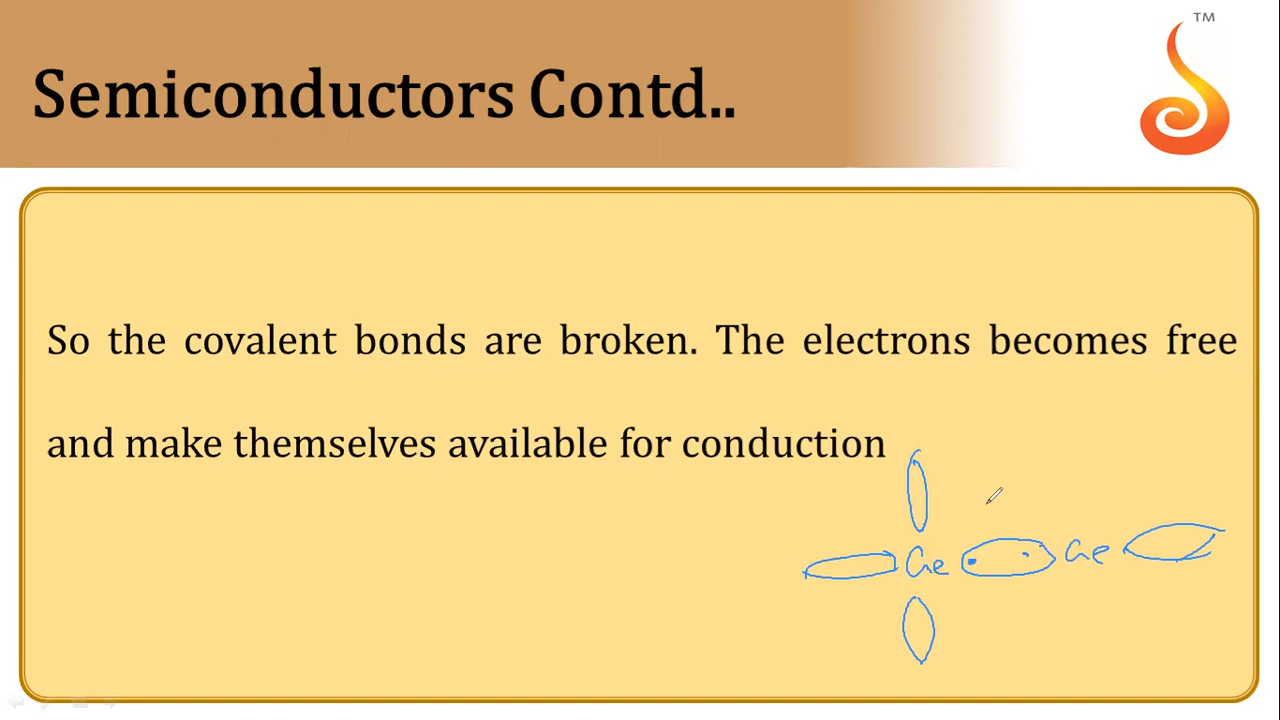 TM
Semiconductors Contd..
So the covalent bonds are broken. The electrons becomes free
and make themselves available for conduction
Ge Ge